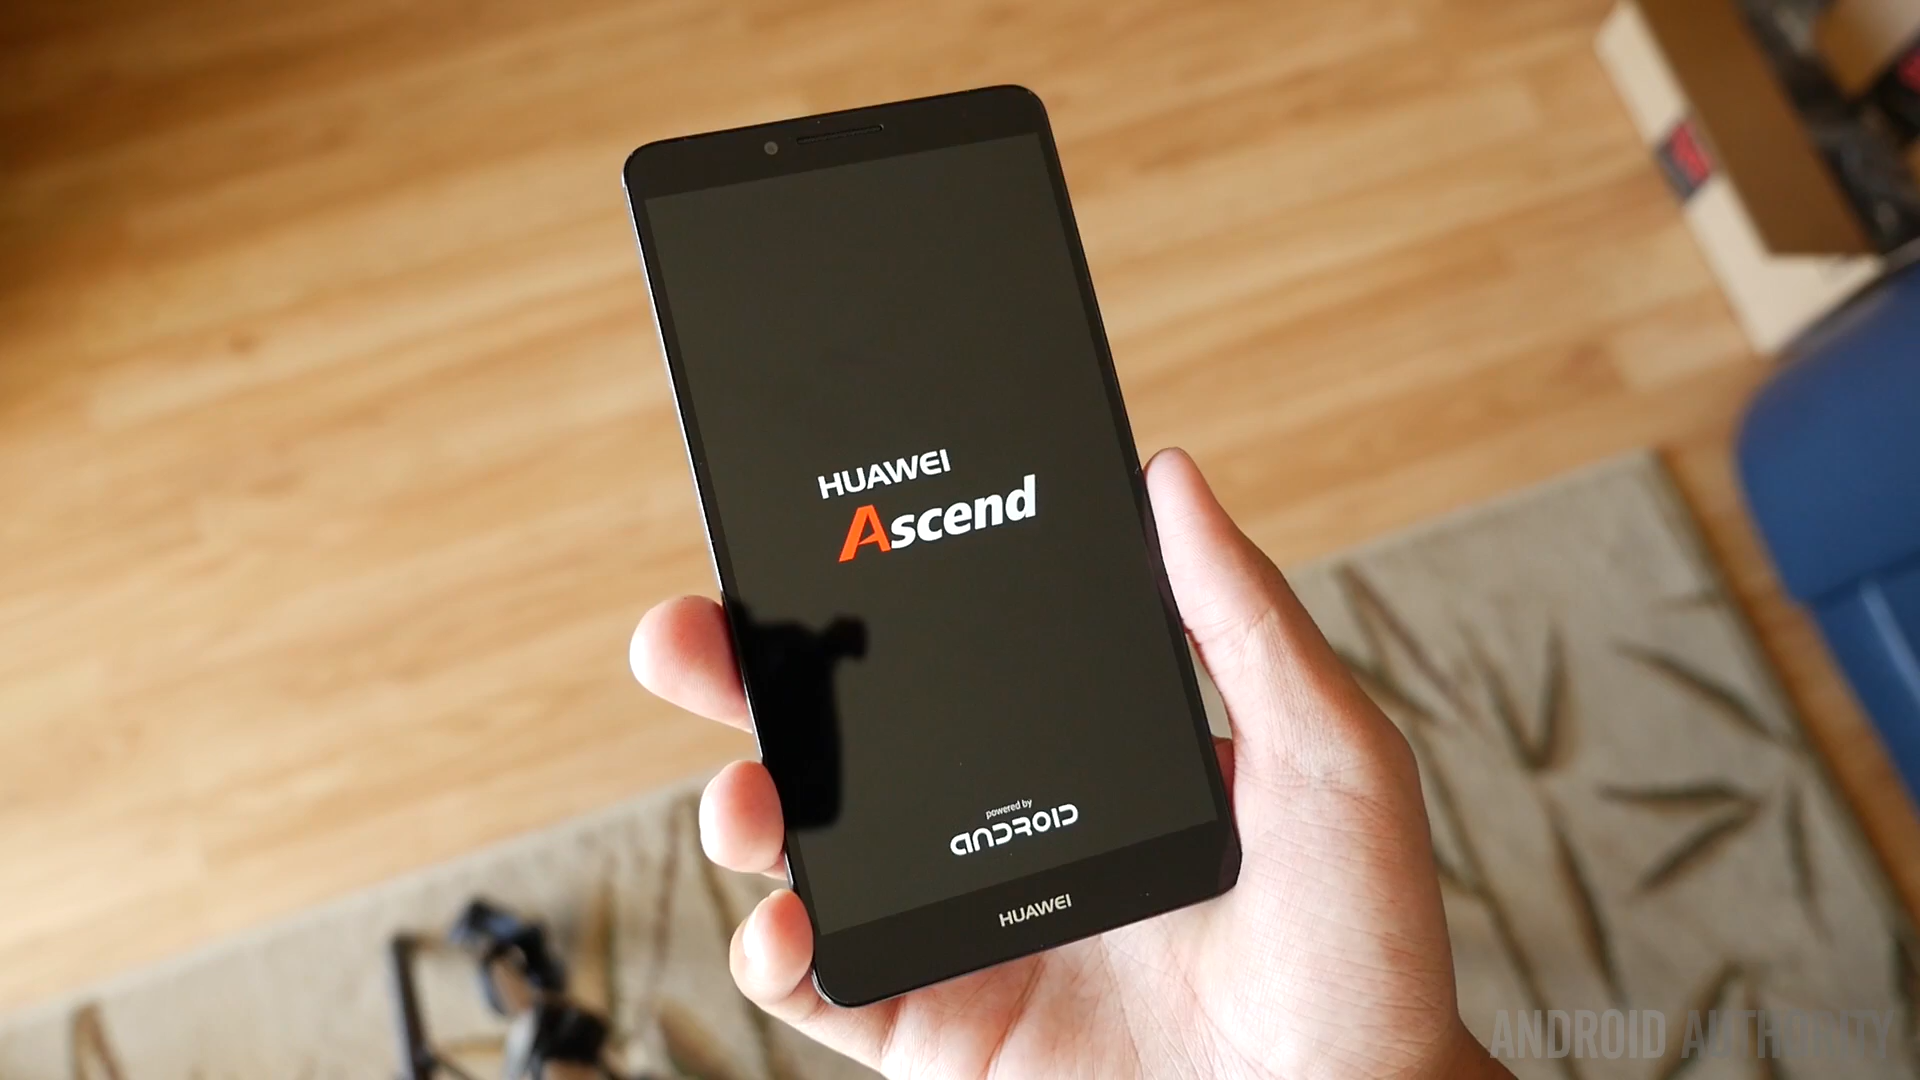 HUAWEI
Ascend
powered by
ANDROID
HUAWEI
ANDROID AUTHORITY